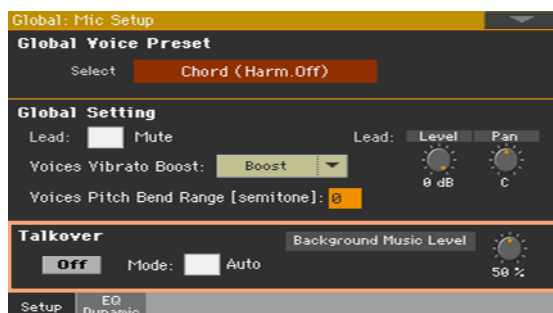 Global: Mic Setup
Global Voice Preset
Select Chord (Harm.Off)
Global Setting
Lead: Mute Lead: Level Pan
Voices Vibrato Boost: Boost
0 dB C
Voices Pitch Bend Range [semitone]: 0
Talkover Background Music Level
Off Mode: Auto 50 %
Setup EQ
Dynamic